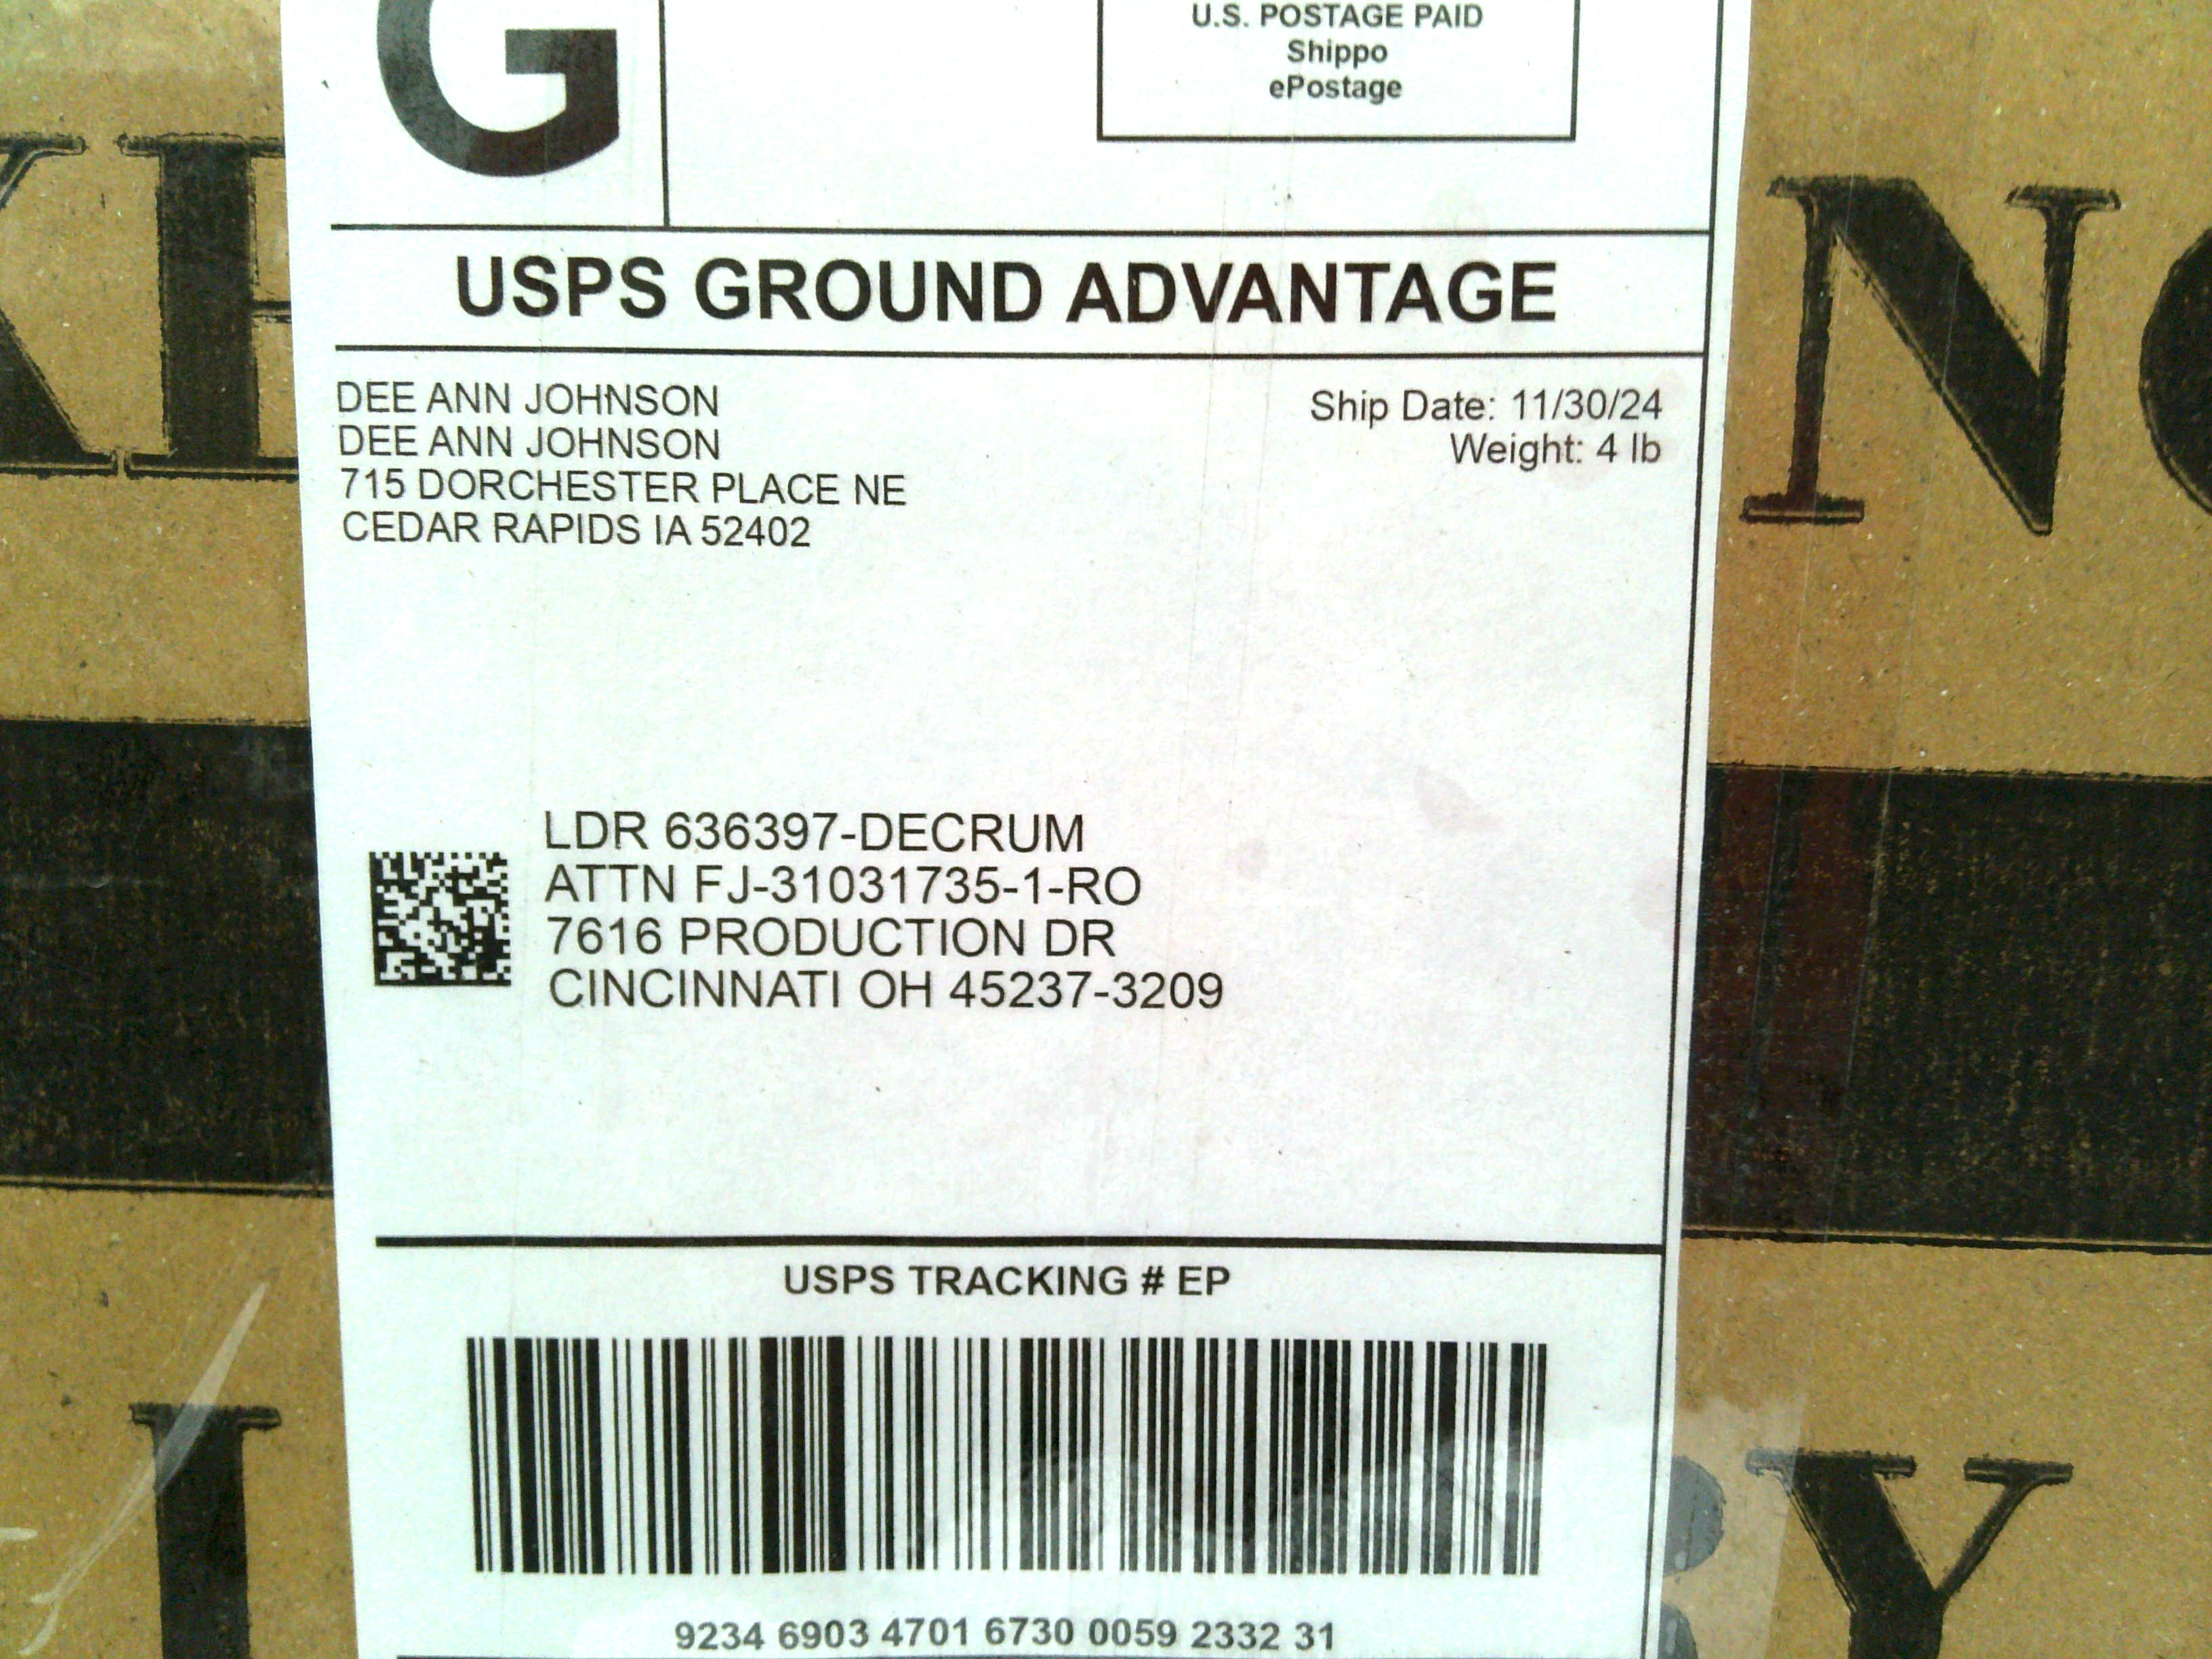 G
U.S. POSTAGE PAID
Shippo
ePostage
USPS GROUND ADVANTAGE
DEE ANN JOHNSON
DEE ANN JOHNSON
715 DORCHESTER PLACE NE
CEDAR RAPIDS IA 52402
Ship Date: 11/30/24
Weight: 4 lb
LDR 636397-DECRUM
ATTN FJ-31031735-1-RO
7616 PRODUCTION DR
CINCINNATI OH 45237-3209
USPS TRACKING # EP
9234 6903 4701 6730 0059 2332 31